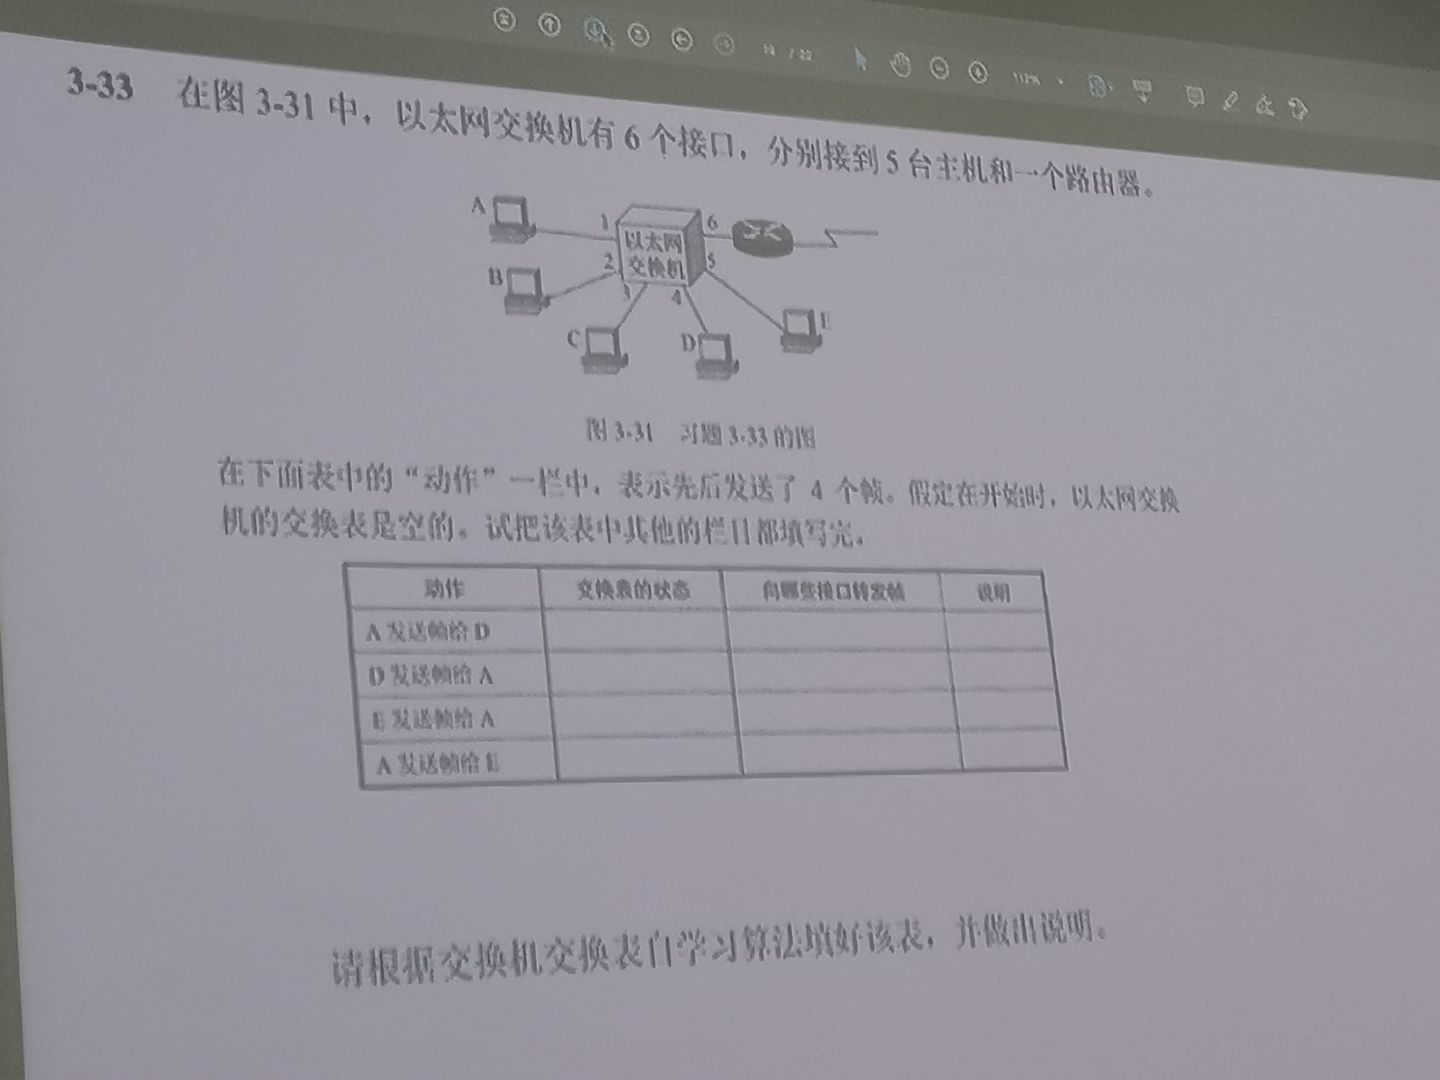 19 / 22
112%
3-33 在图 3-31 中，以太网交换机有 6 个接口，分别接到 5 台主机和一个路由器。
A
1
以太网
交换机
6
B
2
5
3
4
C
D
E
图 3-31 习题 3-33 的图
在下面表中的“动作”一栏中，表示先后发送了 4 个帧。假定在开始时，以太网交换
机的交换表是空的。试把该表中其他的栏目都填写完。
动作 交换表的状态 向哪些接口转发帧 说明
A 发送帧给 D
D 发送帧给 A
E 发送帧给 A
A 发送帧给 E
请根据交换机交换表自学习算法填好该表，并做出说明。